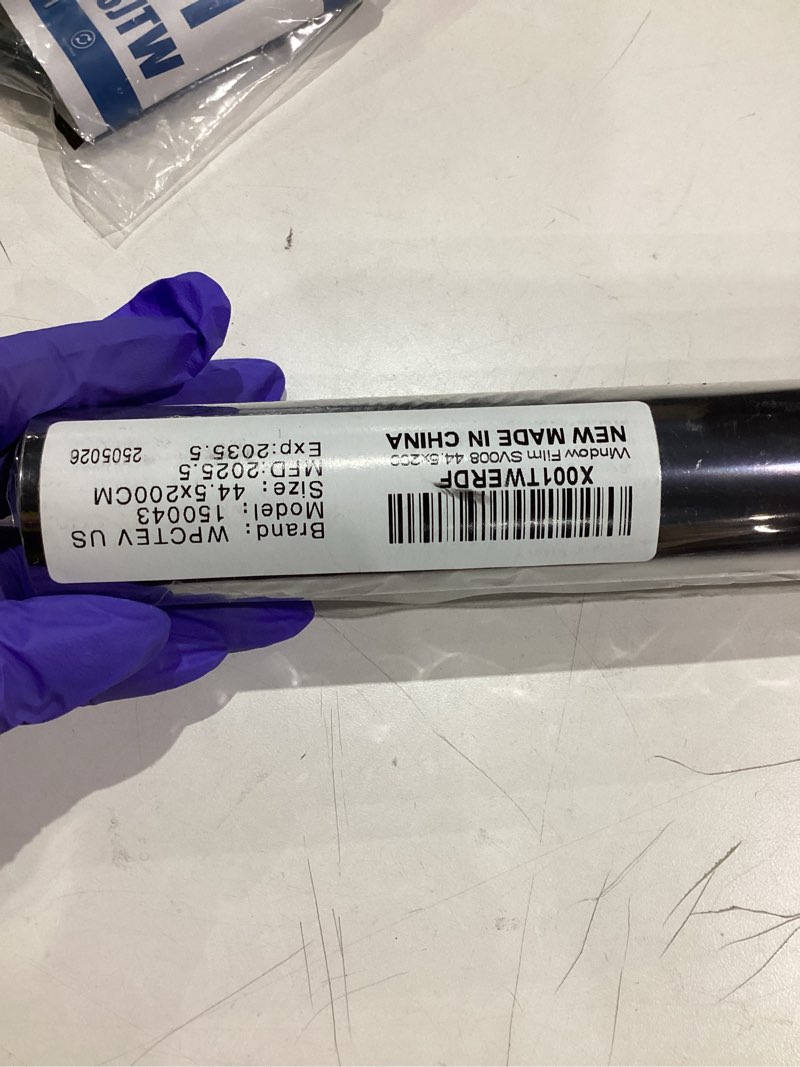 Brand: WPCTEV US
Model: 150043
Size: 44.5x200CM
MFD:2025.5
Exp:2035.5
2505026
X001TWERDF
Window Film SV008 44.5x200
NEW MADE IN CHINA